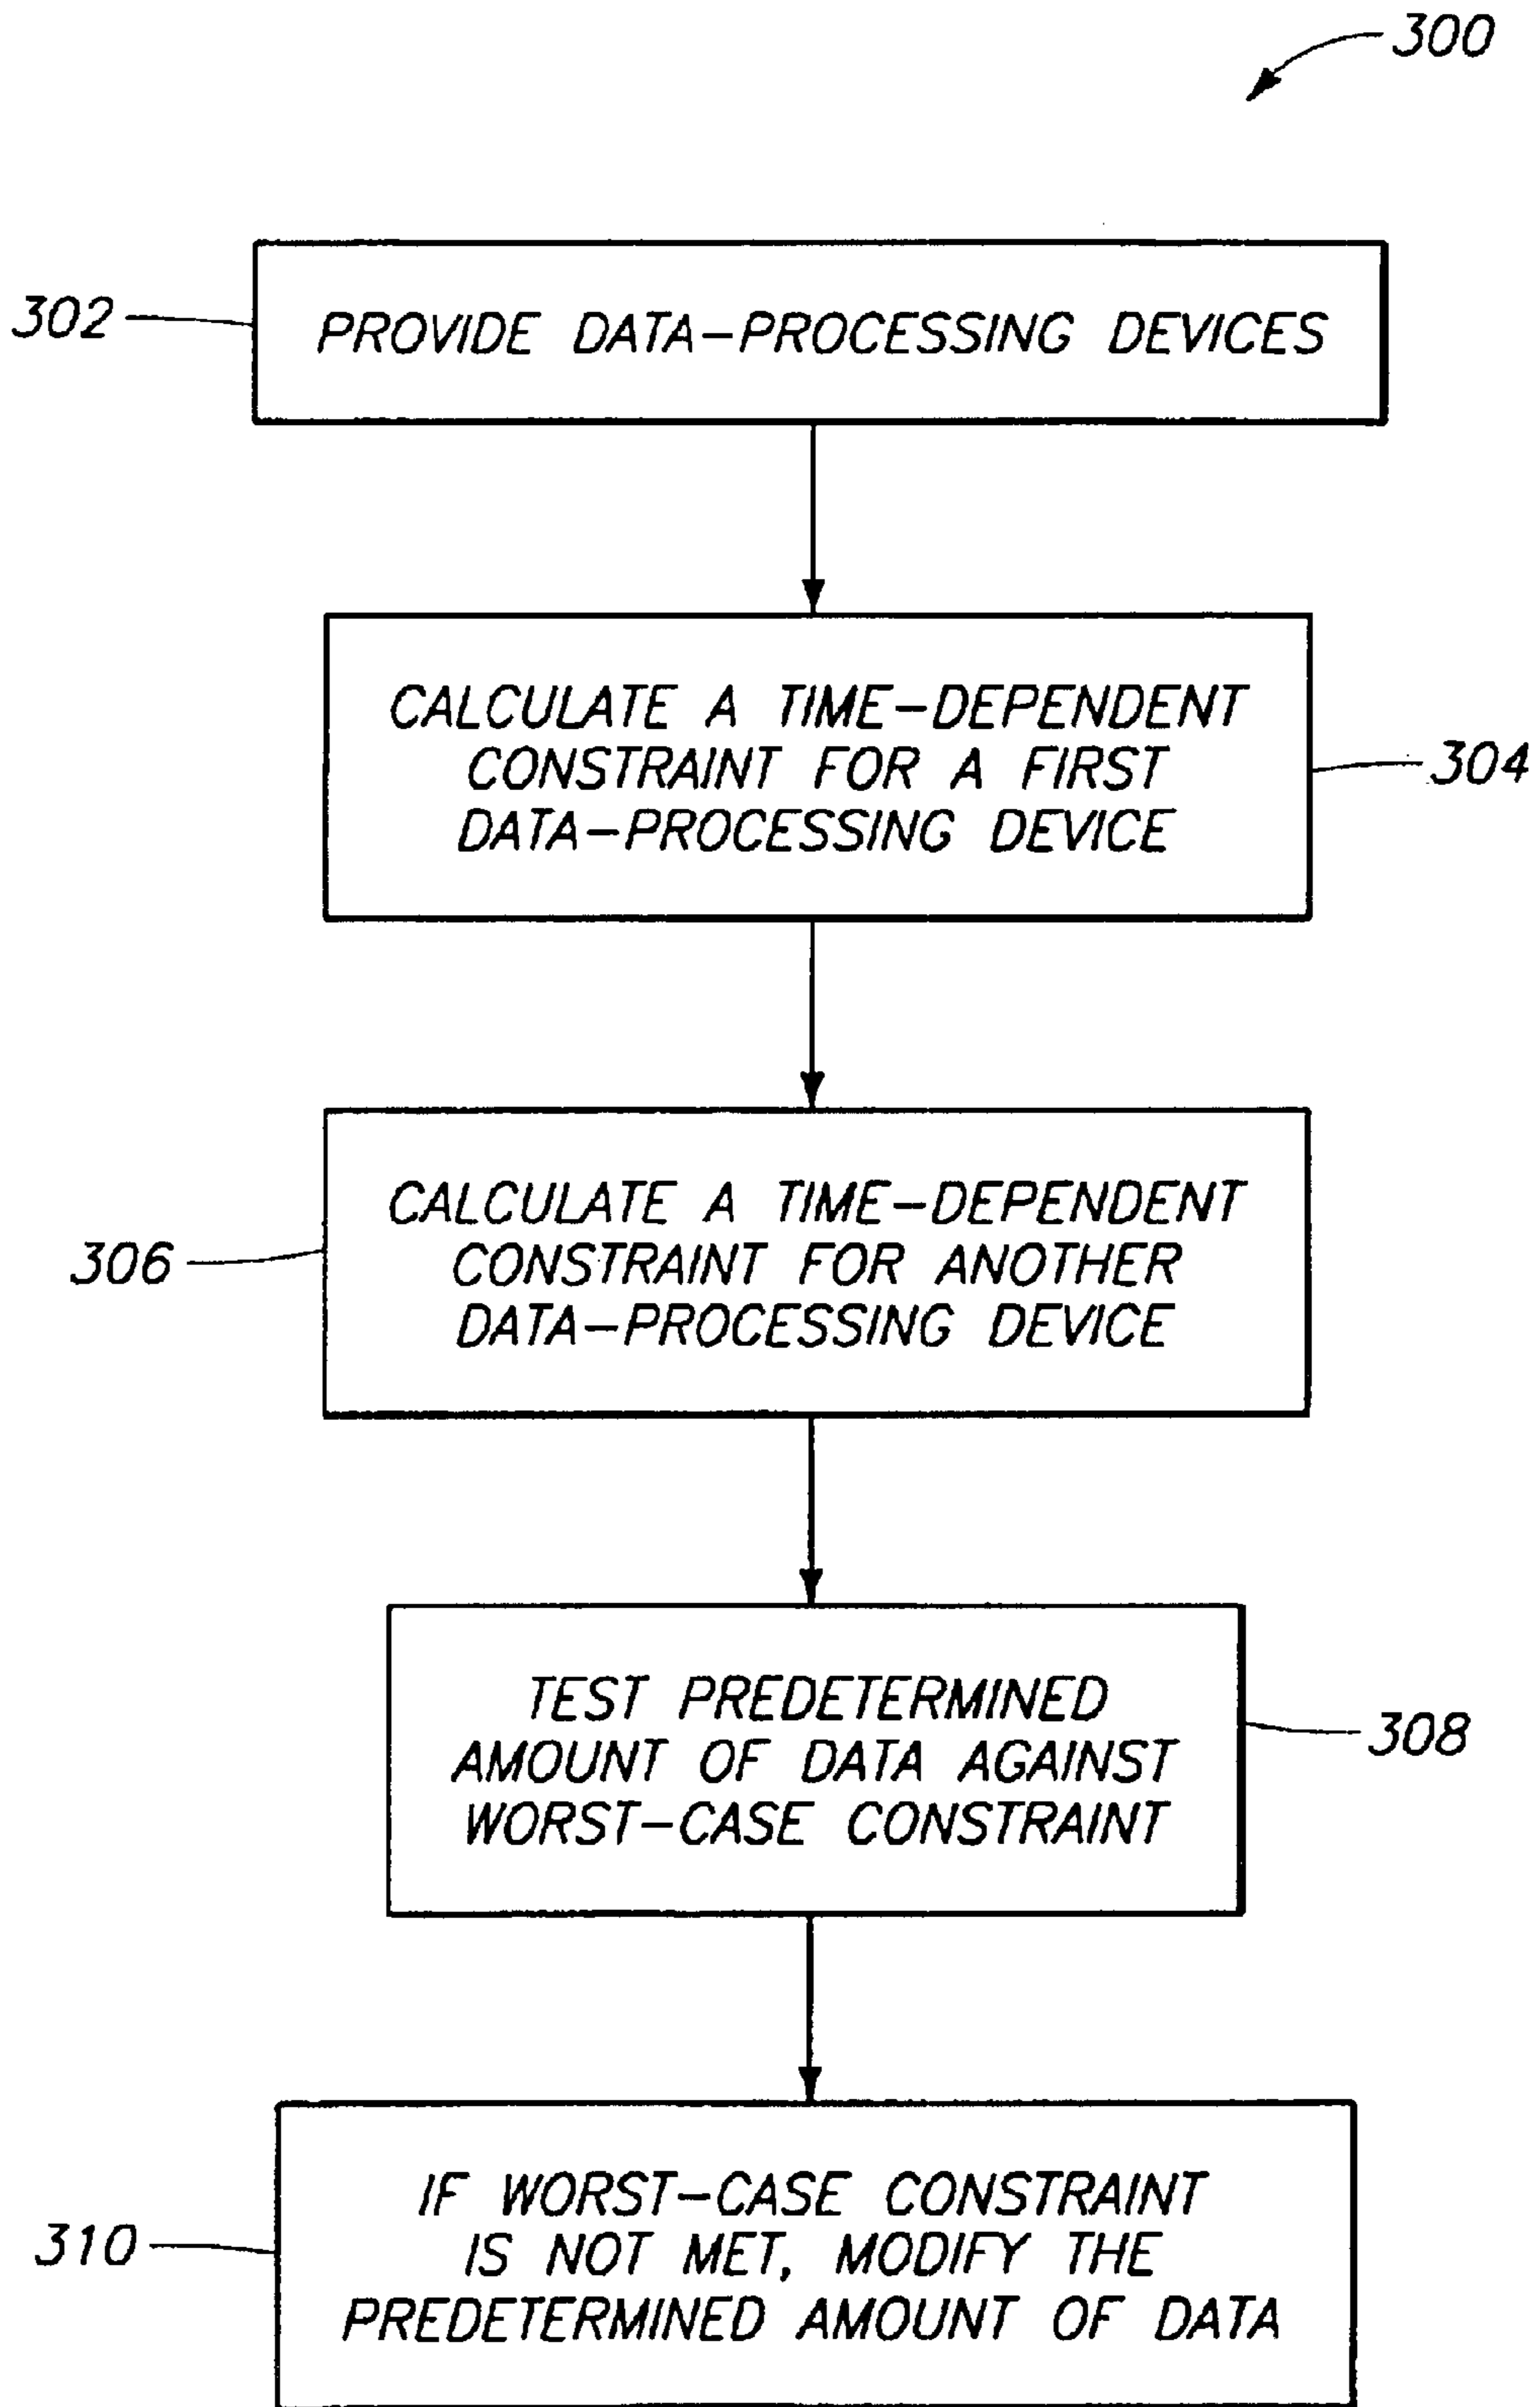 300
302
PROVIDE DATA-PROCESSING DEVICES
CALCULATE A TIME-DEPENDENT
CONSTRAINT FOR A FIRST
DATA-PROCESSING DEVICE
304
CALCULATE A TIME-DEPENDENT
CONSTRAINT FOR ANOTHER
DATA-PROCESSING DEVICE
306
TEST PREDETERMINED
AMOUNT OF DATA AGAINST
WORST-CASE CONSTRAINT
308
IF WORST-CASE CONSTRAINT
IS NOT MET, MODIFY THE
PREDETERMINED AMOUNT OF DATA
310